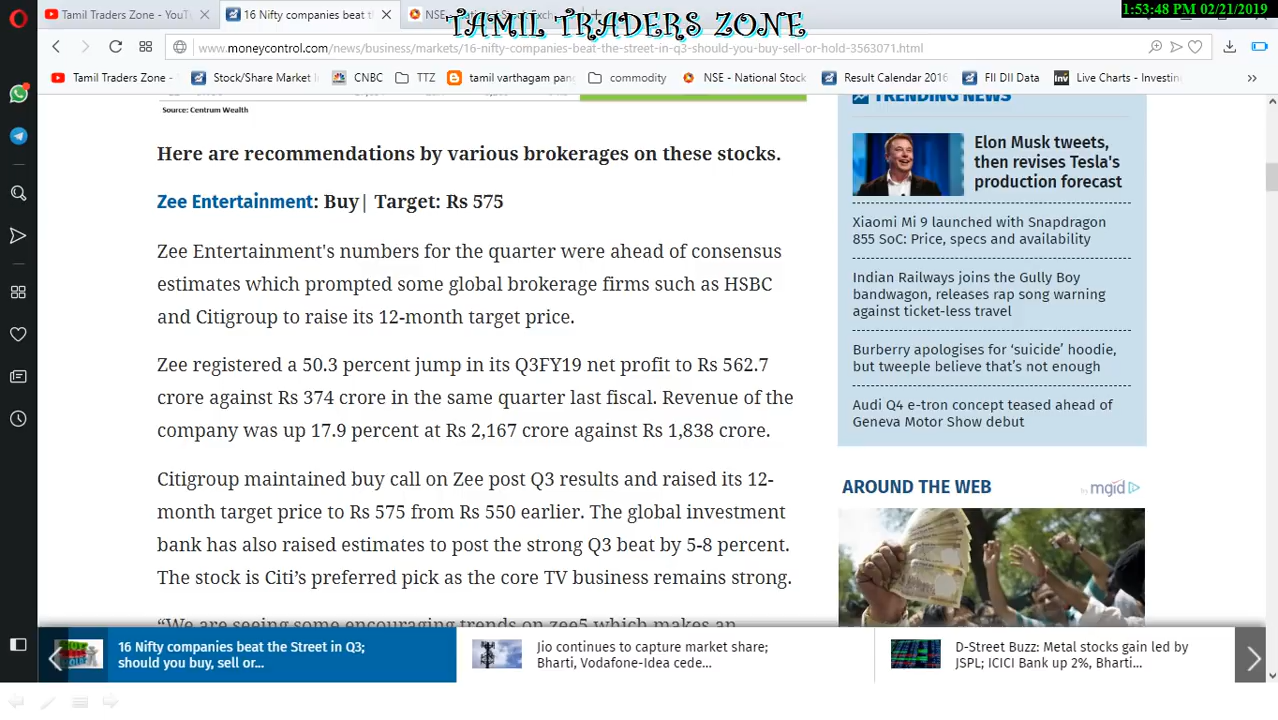 1:53:48 PM 02/21/2019
TAMIL TRADERS ZONE
Tamil Traders Zone - YouT
16 Nifty companies beat th
NSE
www.moneycontrol.com/news/business/markets/16-nifty-companies-beat-the-street-in-q3-should-you-buy-sell-or-hold-3563071.html
Tamil Traders Zone -
Stock/Share Market
CNBC
TTZ
tamil varthagam pan
commodity
NSE - National Stock
Result Calendar 2016
FII DII Data
Live Charts - Investin
Source: Centrum Wealth
Here are recommendations by various brokerages on these stocks.
Zee Entertainment: Buy| Target: Rs 575
Zee Entertainment's numbers for the quarter were ahead of consensus
estimates which prompted some global brokerage firms such as HSBC
and Citigroup to raise its 12-month target price.
Zee registered a 50.3 percent jump in its Q3FY19 net profit to Rs 562.7
crore against Rs 374 crore in the same quarter last fiscal. Revenue of the
company was up 17.9 percent at Rs 2,167 crore against Rs 1,838 crore.
Citigroup maintained buy call on Zee post Q3 results and raised its 12-
month target price to Rs 575 from Rs 550 earlier. The global investment
bank has also raised estimates to post the strong Q3 beat by 5-8 percent.
The stock is Citi’s preferred pick as the core TV business remains strong.
“We are seeing some encouraging trends on zee5 which makes an
TRENDING NEWS
Elon Musk tweets,
then revises Tesla's
production forecast
Xiaomi Mi 9 launched with Snapdragon
855 SoC: Price, specs and availability
Indian Railways joins the Gully Boy
bandwagon, releases rap song warning
against ticket-less travel
Burberry apologises for ‘suicide’ hoodie,
but tweeple believe that’s not enough
Audi Q4 e-tron concept teased ahead of
Geneva Motor Show debut
AROUND THE WEB
by mgid
16 Nifty companies beat the Street in Q3;
should you buy, sell or...
Jio continues to capture market share;
Bharti, Vodafone-Idea cede...
D-Street Buzz: Metal stocks gain led by
JSPL; ICICI Bank up 2%, Bharti...